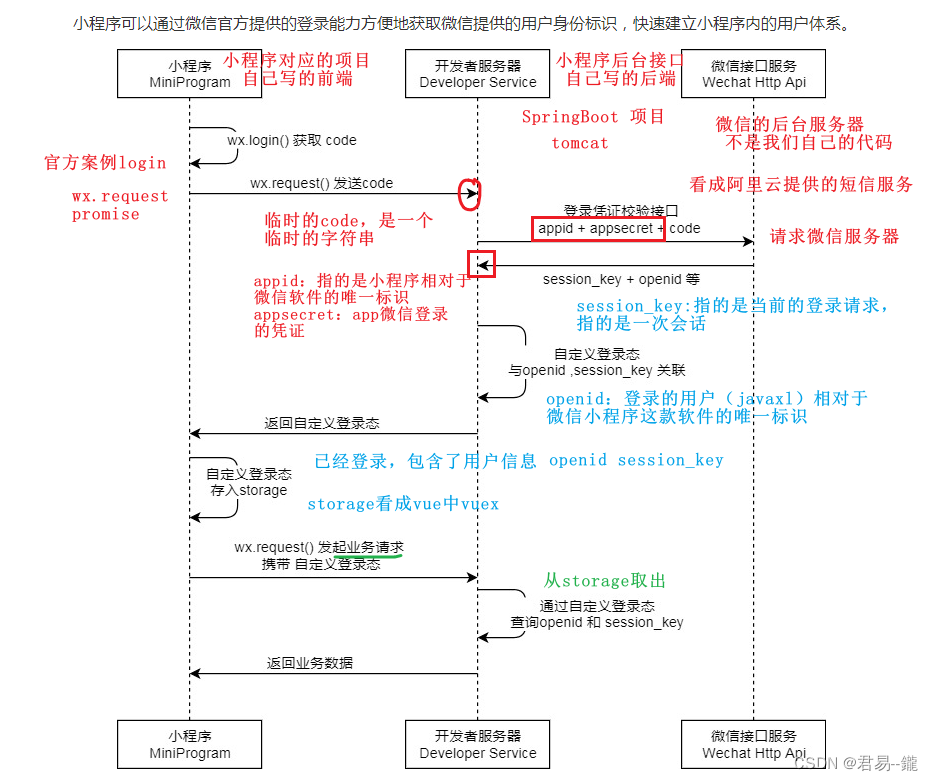 小程序可以通过微信官方提供的登录能力方便地获取微信提供的用户身份标识，快速建立小程序内的用户体系。
小程序
MiniProgram
小程序对应的项目
自己写的前端
开发者服务器
Developer Service
小程序后台接口
自己写的后端
微信接口服务
Wechat Http Api
SpringBoot 项目
tomcat
微信的后台服务器
不是我们自己的代码
wx.login() 获取 code
官方案例login
wx.request() 发送code
看成阿里云提供的短信服务
wx.request
promise
临时的code，是一个
临时的字符串
登录凭证校验接口
appid + appsecret + code
请求微信服务器
session_key + openid 等
appid：指的是小程序相对于
微信软件的唯一标识
appsecret：app微信登录
的凭证
session_key:指的是当前的登录请求，
指的是一次会话
自定义登录态
与openid ,session_key 关联
openid：登录的用户（javaxl）相对于
微信小程序这款软件的唯一标识
返回自定义登录态
已经登录，包含了用户信息 openid session_key
自定义登录态
存入storage
storage看成vue中vuex
wx.request() 发起业务请求
携带 自定义登录态
从storage取出
通过自定义登录态
查询openid 和 session_key
返回业务数据
小程序
MiniProgram
开发者服务器
Developer Service
微信接口服务
Wechat Http Api
CSDN @君易--鑨